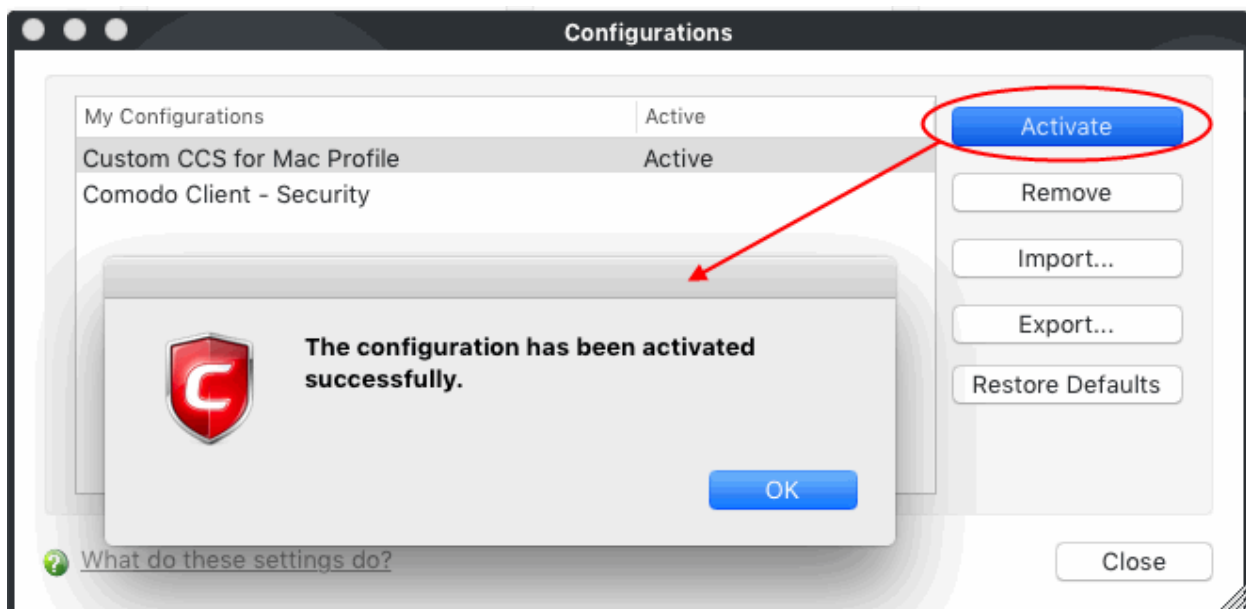 Configurations
My Configurations Active
Activate
Custom CCS for Mac Profile Active
Comodo Client - Security
Remove
Import...
Export...
Restore Defaults
The configuration has been activated
successfully.
C
OK
What do these settings do?
Close